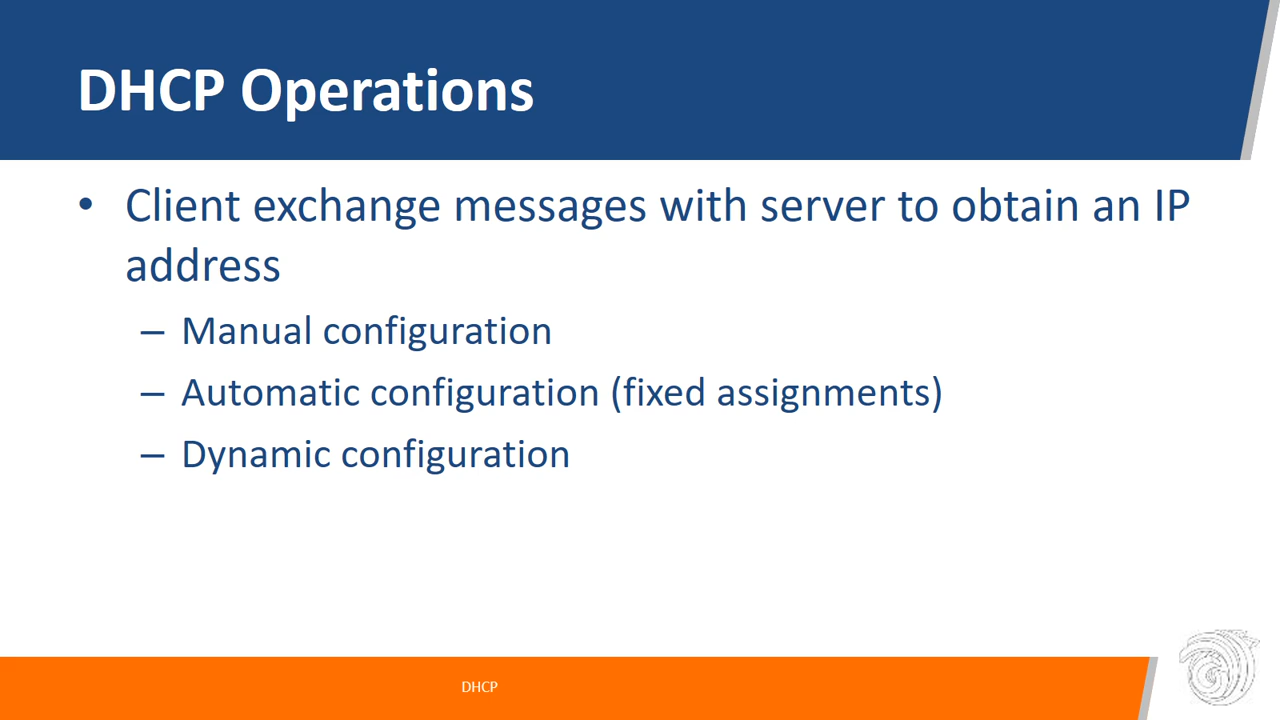 DHCP Operations
• Client exchange messages with server to obtain an IP
address
– Manual configuration
– Automatic configuration (fixed assignments)
– Dynamic configuration
DHCP